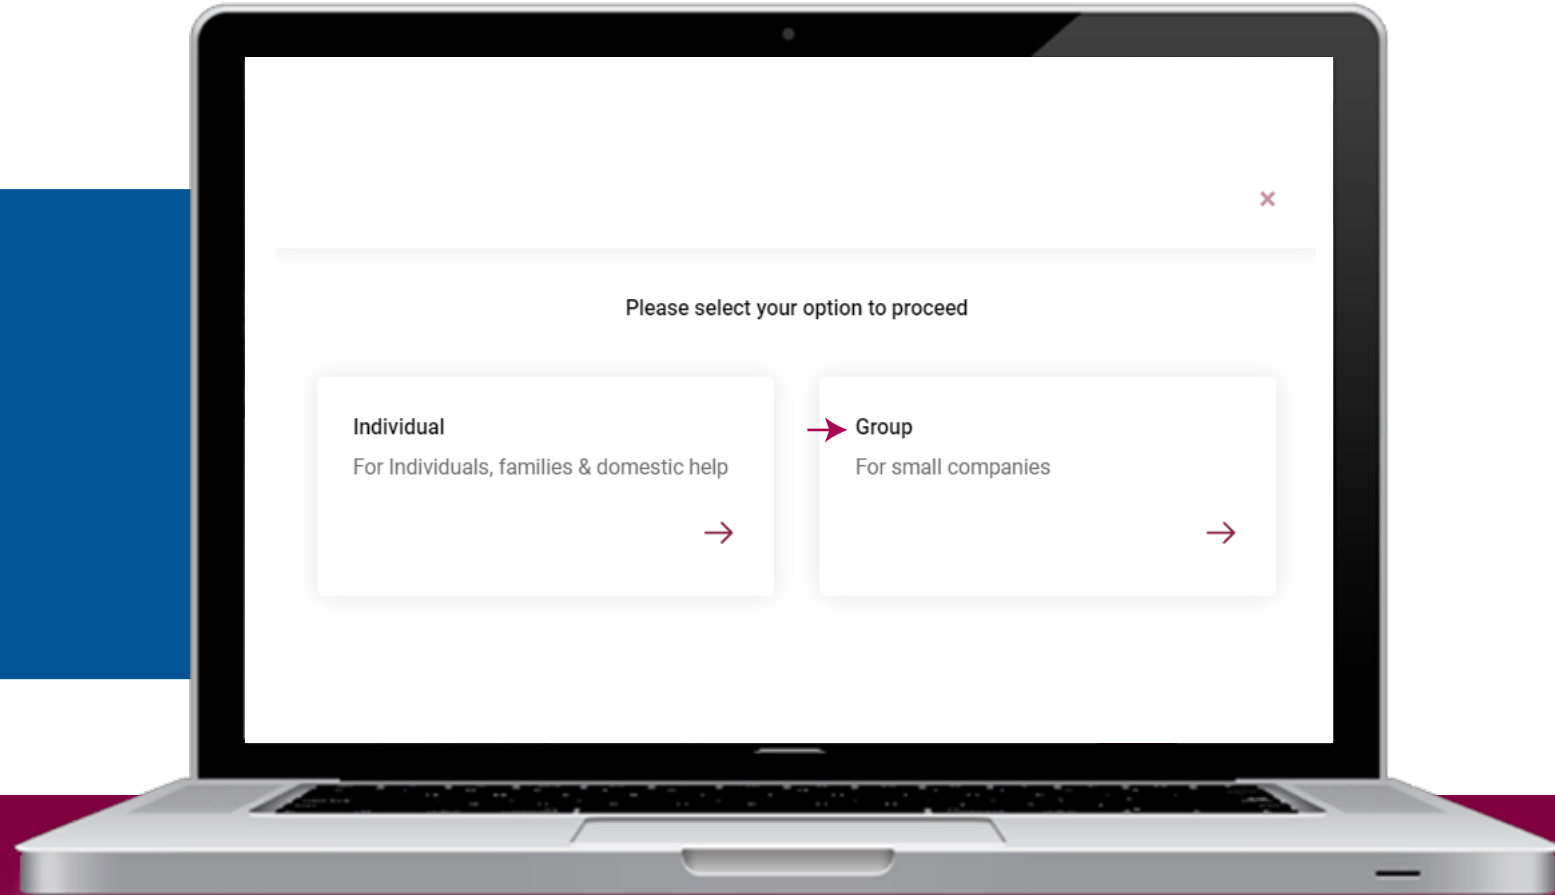 Please select your option to proceed
Individual
For Individuals, families & domestic help
Group
For small companies